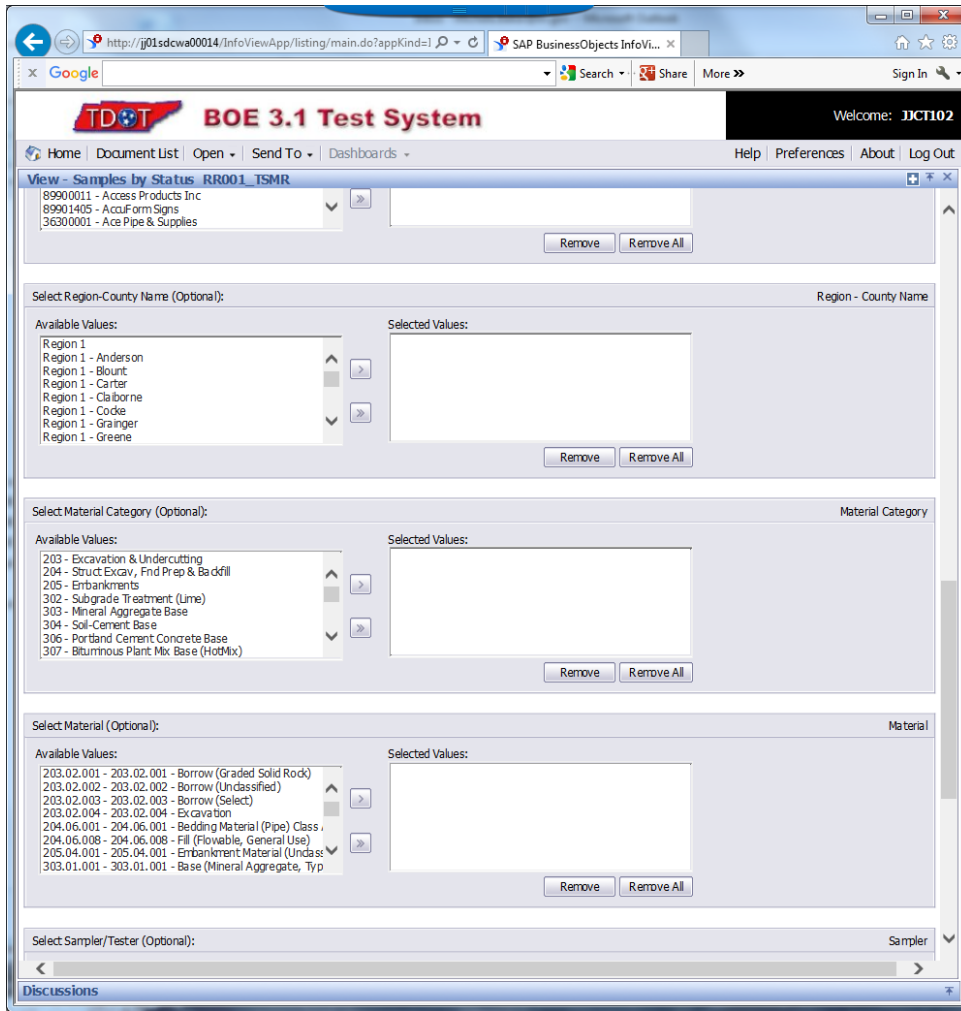 http://jj01sdcwa00014/InfoViewApp/listing/main.do?appKind=I
SAP BusinessObjects InfoVi...
Google
Search
Share
More >>
Sign In
TDOT
BOE 3.1 Test System
Welcome: JJCT102
Home
Document List
Open
Send To
Dashboards
Help
Preferences
About
Log Out
View - Samples by Status RR001_TSMR
89900011 - Access Products Inc
89901405 - AccuForm Signs
36300001 - Ace Pipe & Supplies
Remove
Remove All
Select Region-County Name (Optional):
Region - County Name
Available Values:
Selected Values:
Region 1
Region 1 - Anderson
Region 1 - Blount
Region 1 - Carter
Region 1 - Claiborne
Region 1 - Cocke
Region 1 - Grainger
Region 1 - Greene
Remove
Remove All
Select Material Category (Optional):
Material Category
Available Values:
Selected Values:
203 - Excavation & Undercutting
204 - Struct Excav, Fnd Prep & Backfill
205 - Embankments
302 - Subgrade Treatment (Lime)
303 - Mineral Aggregate Base
304 - Soil-Cement Base
306 - Portland Cement Concrete Base
307 - Bituminous Plant Mix Base (HotMix)
Remove
Remove All
Select Material (Optional):
Material
Available Values:
Selected Values:
203.02.001 - 203.02.001 - Borrow (Graded Solid Rock)
203.02.002 - 203.02.002 - Borrow (Unclassified)
203.02.003 - 203.02.003 - Borrow (Select)
203.02.004 - 203.02.004 - Excavation
204.06.001 - 204.06.001 - Bedding Material (Pipe) Class
204.06.008 - 204.06.008 - Fill (Flowable, General Use)
205.04.001 - 205.04.001 - Embankment Material (Unclass
303.01.001 - 303.01.001 - Base (Mineral Aggregate, Typ
Remove
Remove All
Select Sampler/Tester (Optional):
Sampler
Discussions